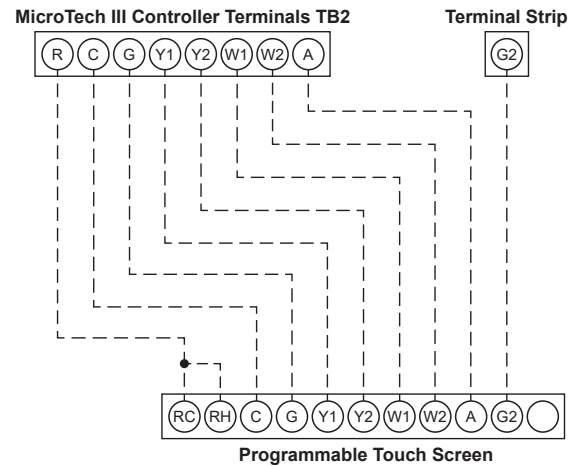 MicroTech III Controller Terminals TB2
Terminal Strip
R C G Y1 Y2 W1 W2 A
G2
RC RH C G Y1 Y2 W1 W2 A G2
Programmable Touch Screen